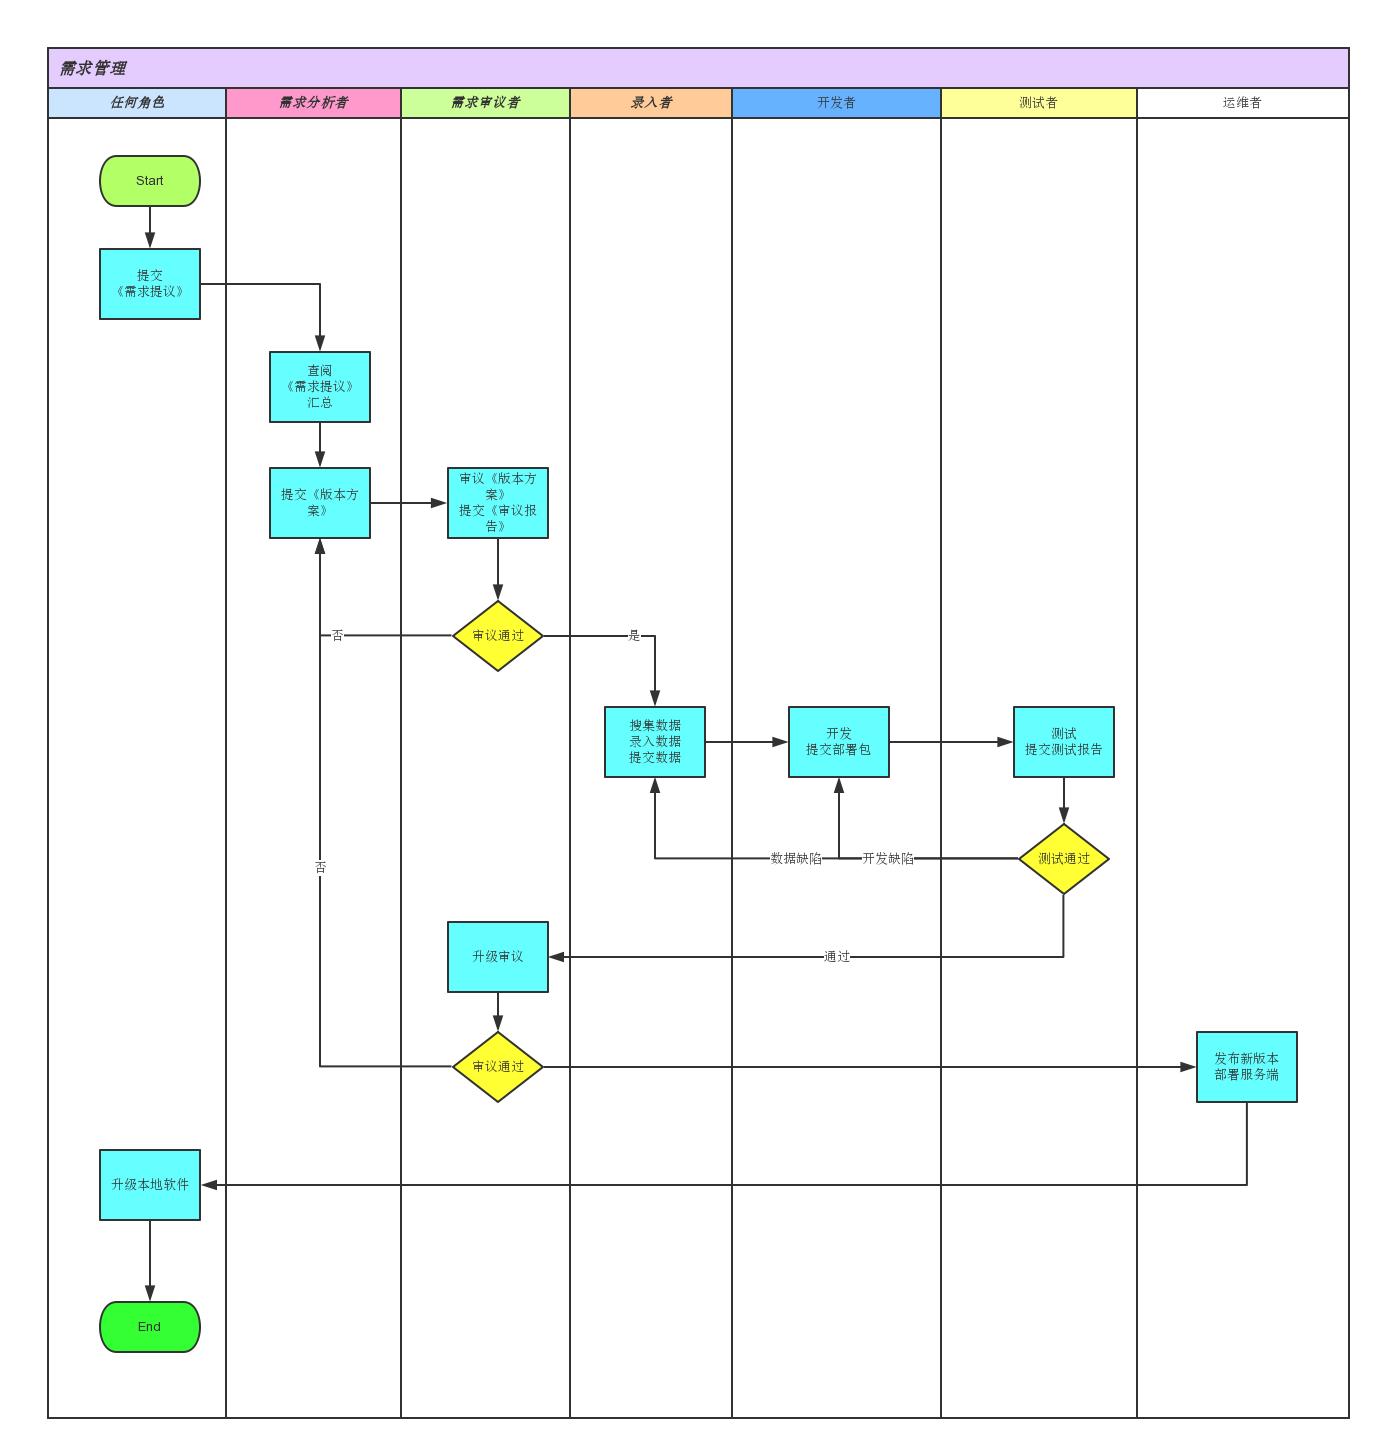 需求管理
任何角色
需求分析者
需求审议者
录入者
开发者
测试者
运维者
Start
提交
《需求提议》
查阅
《需求提议》
汇总
提交《版本方
案》
审议《版本方
案》
提交《审议报
告》
否
审议通过
是
搜集数据
录入数据
提交数据
开发
提交部署包
测试
提交测试报告
否
数据缺陷
开发缺陷
测试通过
升级审议
通过
审议通过
发布新版本
部署服务端
升级本地软件
End